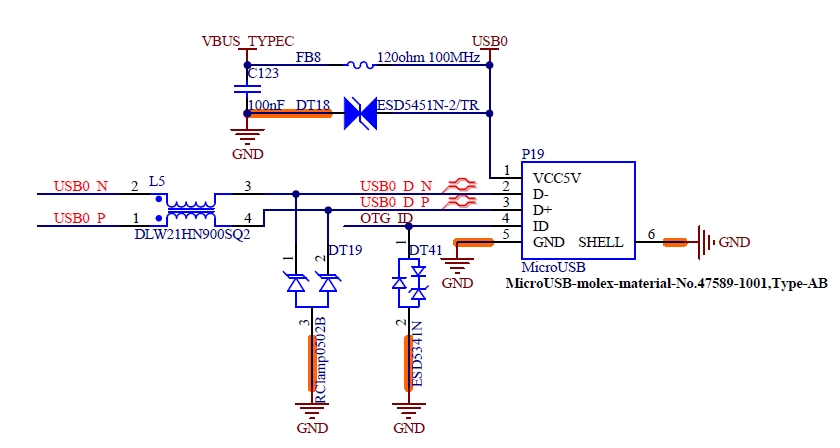 VBUS_TYPEC
USB0
FB8 120ohm 100MHz
C123
100nF DT18 ESD5451N-2/TR
GND
P19
1 VCC5V
USB0_N 2 L5 3 USB0_D_N 2 D-
USB0_D_P 3 D+
USB0_P 1 4 OTG_ID 4 ID
DLW21HN900SQ2
5 GND SHELL 6 GND
1 2 DT19 1 DT41
MicroUSB
GND
MicroUSB-molex-material-No.47589-1001,Type-AB
3 RClamp0502B 2 ESD5341N
GND GND